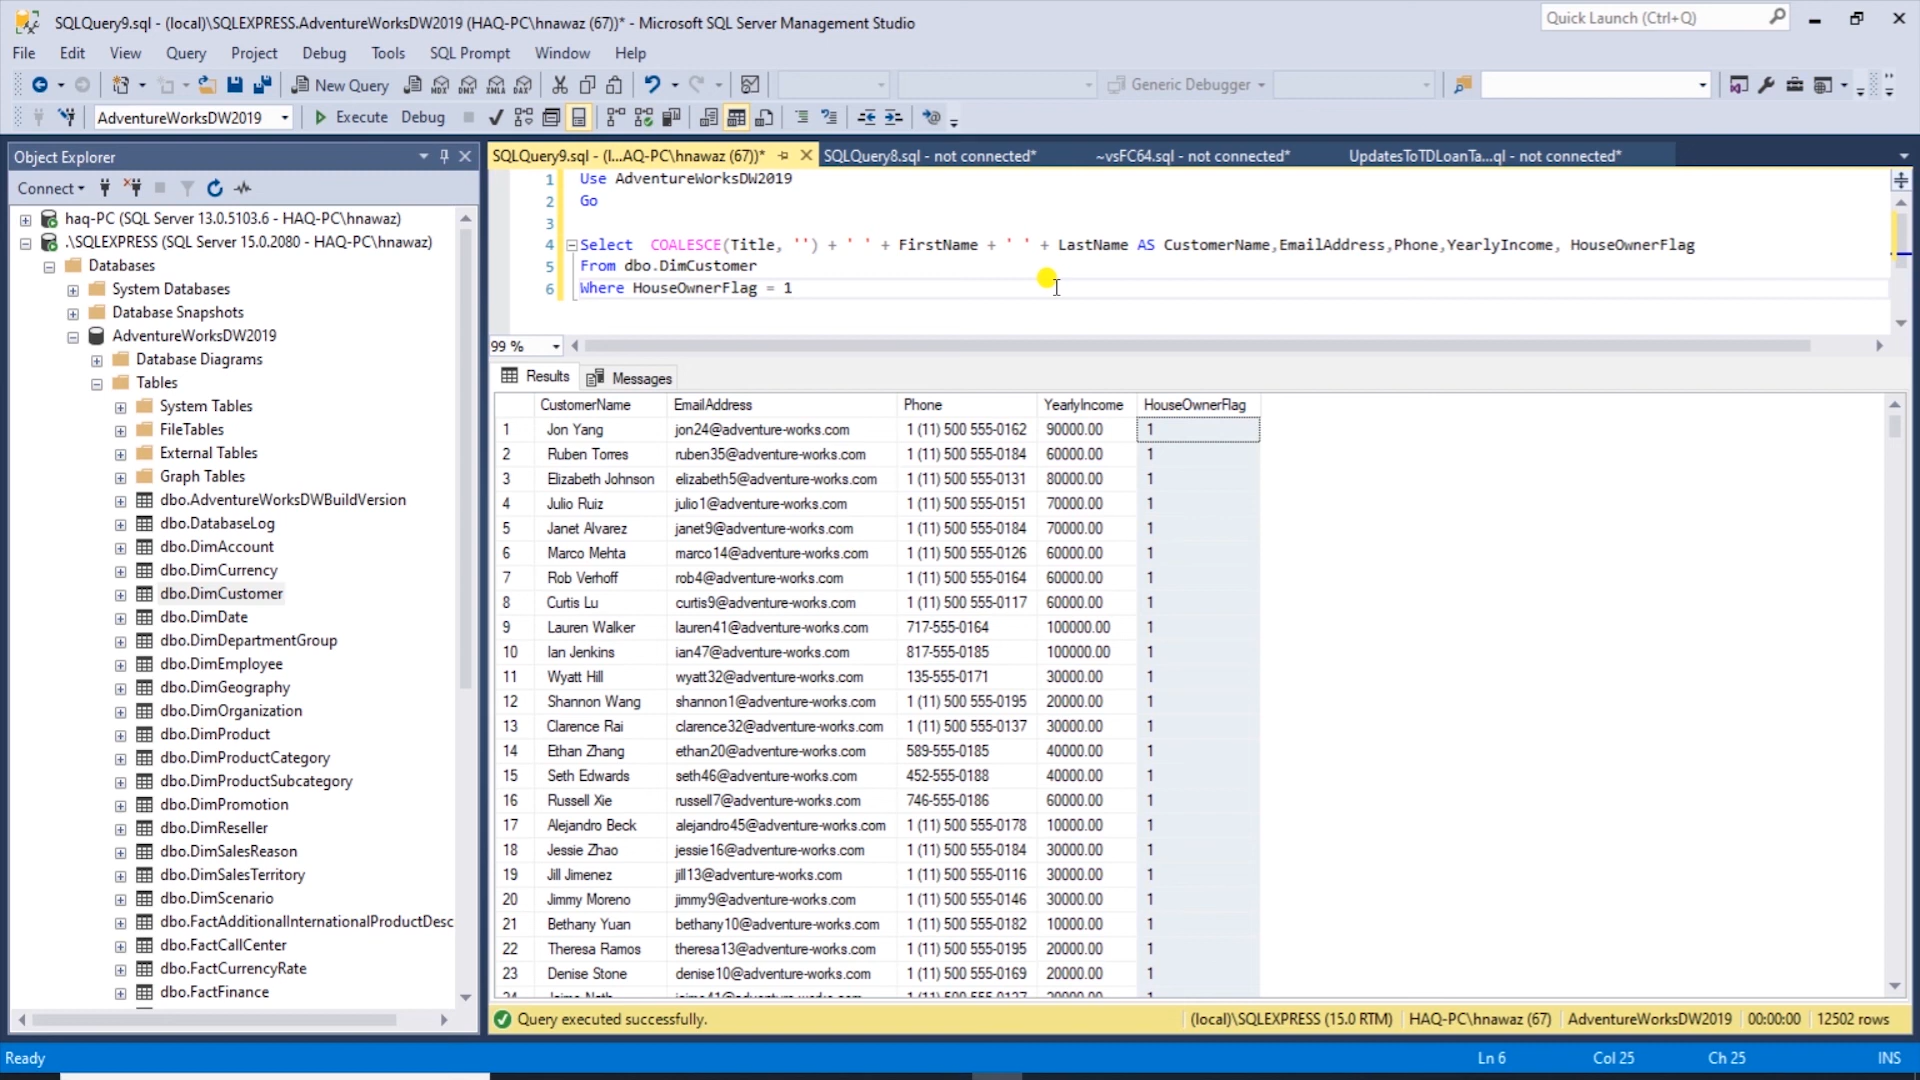 SQLQuery9.sql - (local)\SQLEXPRESS.AdventureWorksDW2019 (HAQ-PC\hnawaz (67))* - Microsoft SQL Server Management Studio
Quick Launch (Ctrl+Q)
File Edit View Query Project Debug Tools SQL Prompt Window Help
New Query MDX DMX XMLA DAX Generic Debugger
AdventureWorksDW2019 Execute Debug
Object Explorer
SQLQuery9.sql - (l...AQ-PC\hnawaz (67))* SQLQuery8.sql - not connected* ~vsFC64.sql - not connected* UpdatesToTDLoanTa...ql - not connected*
Connect
haq-PC (SQL Server 13.0.5103.6 - HAQ-PC\hnawaz)
.\SQLEXPRESS (SQL Server 15.0.2080 - HAQ-PC\hnawaz)
Databases
System Databases
Database Snapshots
AdventureWorksDW2019
Database Diagrams
Tables
System Tables
FileTables
External Tables
Graph Tables
dbo.AdventureWorksDWBuildVersion
dbo.DatabaseLog
dbo.DimAccount
dbo.DimCurrency
dbo.DimCustomer
dbo.DimDate
dbo.DimDepartmentGroup
dbo.DimEmployee
dbo.DimGeography
dbo.DimOrganization
dbo.DimProduct
dbo.DimProductCategory
dbo.DimProductSubcategory
dbo.DimPromotion
dbo.DimReseller
dbo.DimSalesReason
dbo.DimSalesTerritory
dbo.DimScenario
dbo.FactAdditionalInternationalProductDesc
dbo.FactCallCenter
dbo.FactCurrencyRate
dbo.FactFinance
1 Use AdventureWorksDW2019
2 Go
3
4 Select COALESCE(Title, '') + ' ' + FirstName + ' ' + LastName AS CustomerName,EmailAddress,Phone,YearlyIncome, HouseOwnerFlag
5 From dbo.DimCustomer
6 Where HouseOwnerFlag = 1
99 %
Results Messages
CustomerName EmailAddress Phone YearlyIncome HouseOwnerFlag
1 Jon Yang jon24@adventure-works.com 1 (11) 500 555-0162 90000.00 1
2 Ruben Torres ruben35@adventure-works.com 1 (11) 500 555-0184 60000.00 1
3 Elizabeth Johnson elizabeth5@adventure-works.com 1 (11) 500 555-0131 80000.00 1
4 Julio Ruiz julio1@adventure-works.com 1 (11) 500 555-0151 70000.00 1
5 Janet Alvarez janet9@adventure-works.com 1 (11) 500 555-0184 70000.00 1
6 Marco Mehta marco14@adventure-works.com 1 (11) 500 555-0126 60000.00 1
7 Rob Verhoff rob4@adventure-works.com 1 (11) 500 555-0164 60000.00 1
8 Curtis Lu curtis9@adventure-works.com 1 (11) 500 555-0117 60000.00 1
9 Lauren Walker lauren41@adventure-works.com 717-555-0164 100000.00 1
10 Ian Jenkins ian47@adventure-works.com 817-555-0185 100000.00 1
11 Wyatt Hill wyatt32@adventure-works.com 135-555-0171 30000.00 1
12 Shannon Wang shannon1@adventure-works.com 1 (11) 500 555-0195 20000.00 1
13 Clarence Rai clarence32@adventure-works.com 1 (11) 500 555-0137 30000.00 1
14 Ethan Zhang ethan20@adventure-works.com 589-555-0185 40000.00 1
15 Seth Edwards seth46@adventure-works.com 452-555-0188 40000.00 1
16 Russell Xie russell7@adventure-works.com 746-555-0186 60000.00 1
17 Alejandro Beck alejandro45@adventure-works.com 1 (11) 500 555-0178 10000.00 1
18 Jessie Zhao jessie16@adventure-works.com 1 (11) 500 555-0184 30000.00 1
19 Jill Jimenez jill13@adventure-works.com 1 (11) 500 555-0116 30000.00 1
20 Jimmy Moreno jimmy9@adventure-works.com 1 (11) 500 555-0146 30000.00 1
21 Bethany Yuan bethany10@adventure-works.com 1 (11) 500 555-0182 10000.00 1
22 Theresa Ramos theresa13@adventure-works.com 1 (11) 500 555-0195 20000.00 1
23 Denise Stone denise10@adventure-works.com 1 (11) 500 555-0169 20000.00 1
Query executed successfully. (local)\SQLEXPRESS (15.0 RTM) HAQ-PC\hnawaz (67) AdventureWorksDW2019 00:00:00 12502 rows
Ready Ln 6 Col 25 Ch 25 INS